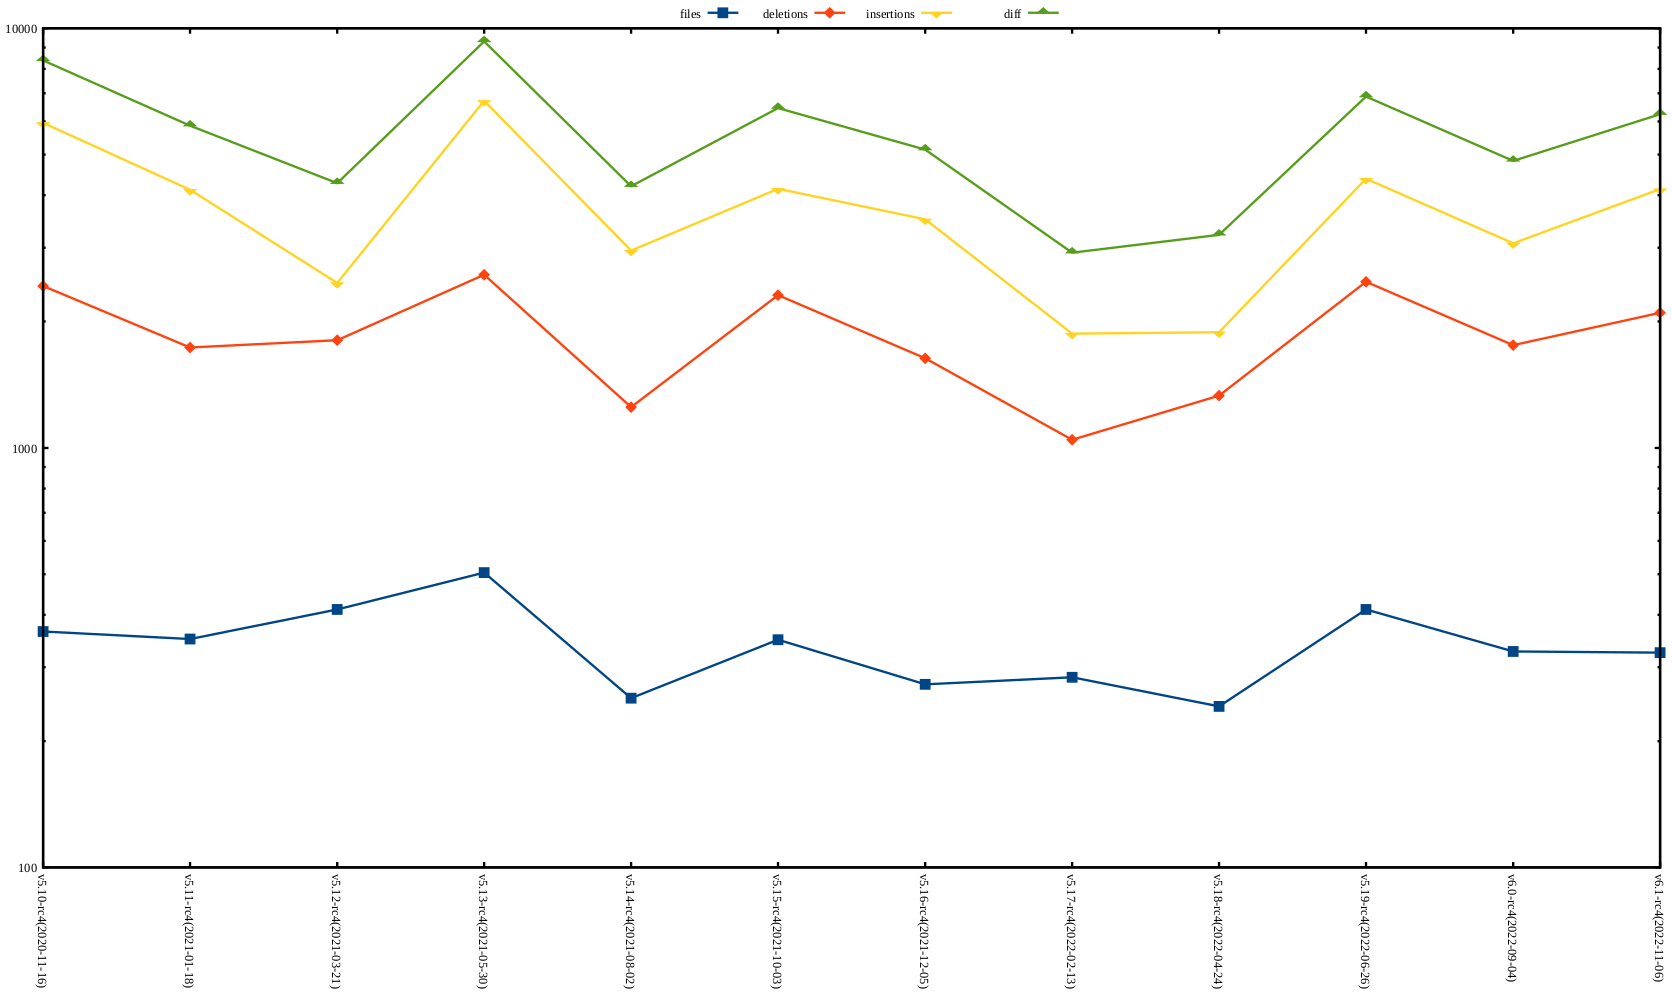 files deletions insertions diff
10000
1000
100
v5.10-rc4(2020-11-16)
v5.11-rc4(2021-01-18)
v5.12-rc4(2021-03-21)
v5.13-rc4(2021-05-30)
v5.14-rc4(2021-08-02)
v5.15-rc4(2021-10-03)
v5.16-rc4(2021-12-05)
v5.17-rc4(2022-02-13)
v5.18-rc4(2022-04-24)
v5.19-rc4(2022-06-26)
v6.0-rc4(2022-09-04)
v6.1-rc4(2022-11-06)